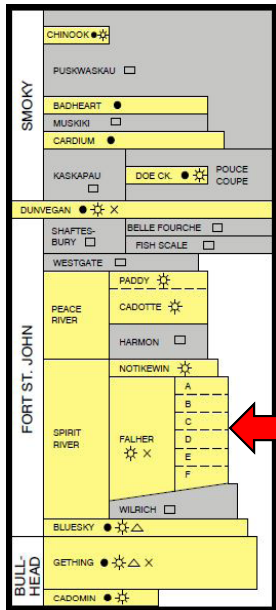 SMOKY
CHINOOK
PUSKWASKAU
BADHEART
MUSKIKI
CARDIUM
KASKAPAU
DOE CK.
POUCE
COUPE
DUNVEGAN
FORT ST. JOHN
SHAFTES-
BURY
BELLE FOURCHE
FISH SCALE
WESTGATE
PEACE
RIVER
PADDY
CADOTTE
HARMON
SPIRIT
RIVER
NOTIKEWIN
FALHER
A
B
C
D
E
F
WILRICH
BLUESKY
BULL-
HEAD
GETHING
CADOMIN